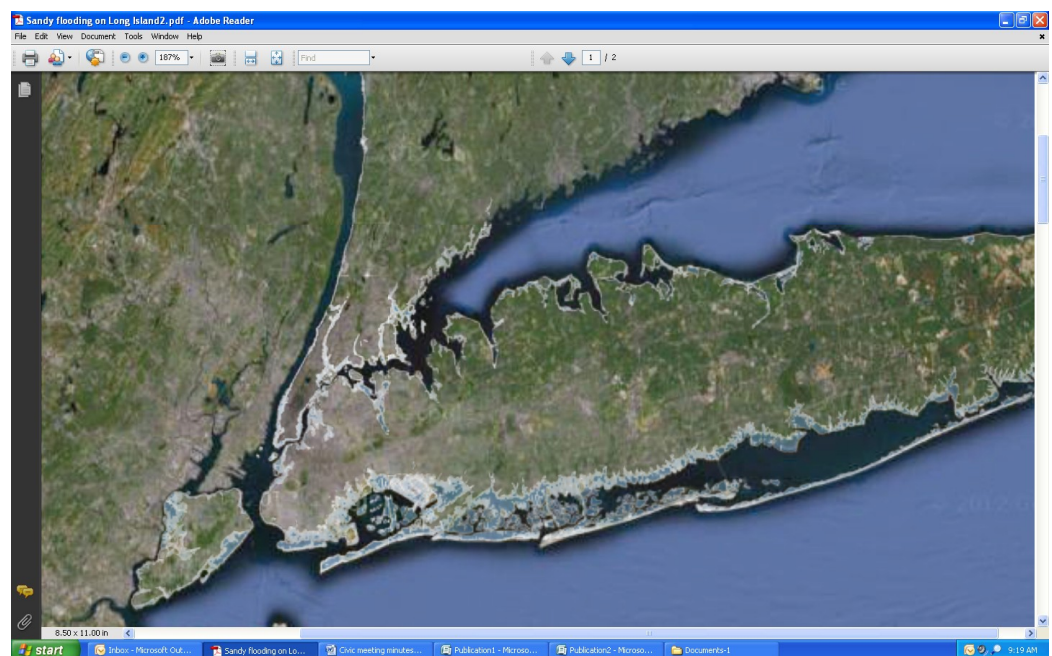 Sandy flooding on Long Island2.pdf - Adobe Reader
File Edit View Document Tools Window Help
187% Find 1 / 2
© 2012 G
8.50 x 11.00 in
start Inbox - Microsoft Out... Sandy flooding on Lo... Civic meeting minutes... Publication1 - Microso... Publication2 - Microso... Documents-1 9:19 AM